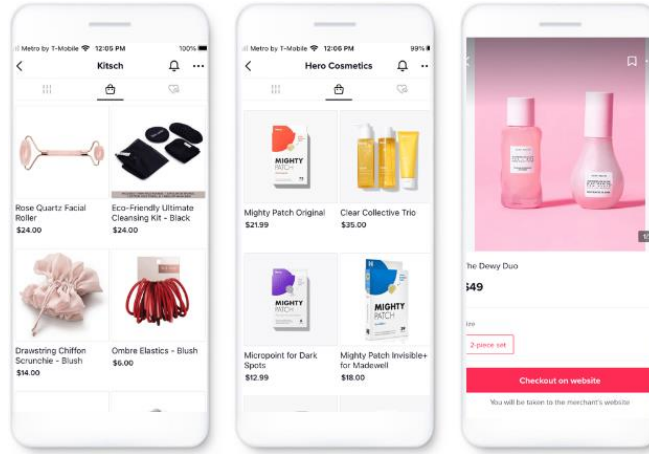 Metro by T-Mobile 12:05 PM 100%
Kitsch
Rose Quartz Facial
Roller
$24.00
Eco-Friendly Ultimate
Cleansing Kit - Black
$24.00
Drawstring Chiffon
Scrunchie - Blush
$14.00
Ombre Elastics - Blush
$6.00
Metro by T-Mobile 12:06 PM 99%
Hero Cosmetics
MIGHTY
PATCH
Mighty Patch Original
$21.99
Clear Collective Trio
$35.00
MIGHTY
PATCH
Micropoint for Dark
Spots
$12.99
MIGHTY
PATCH
Mighty Patch Invisible+
for Madewell
$18.00
The Dewy Duo
$49
Size
2-piece set
Checkout on website
You will be taken to the merchant's website